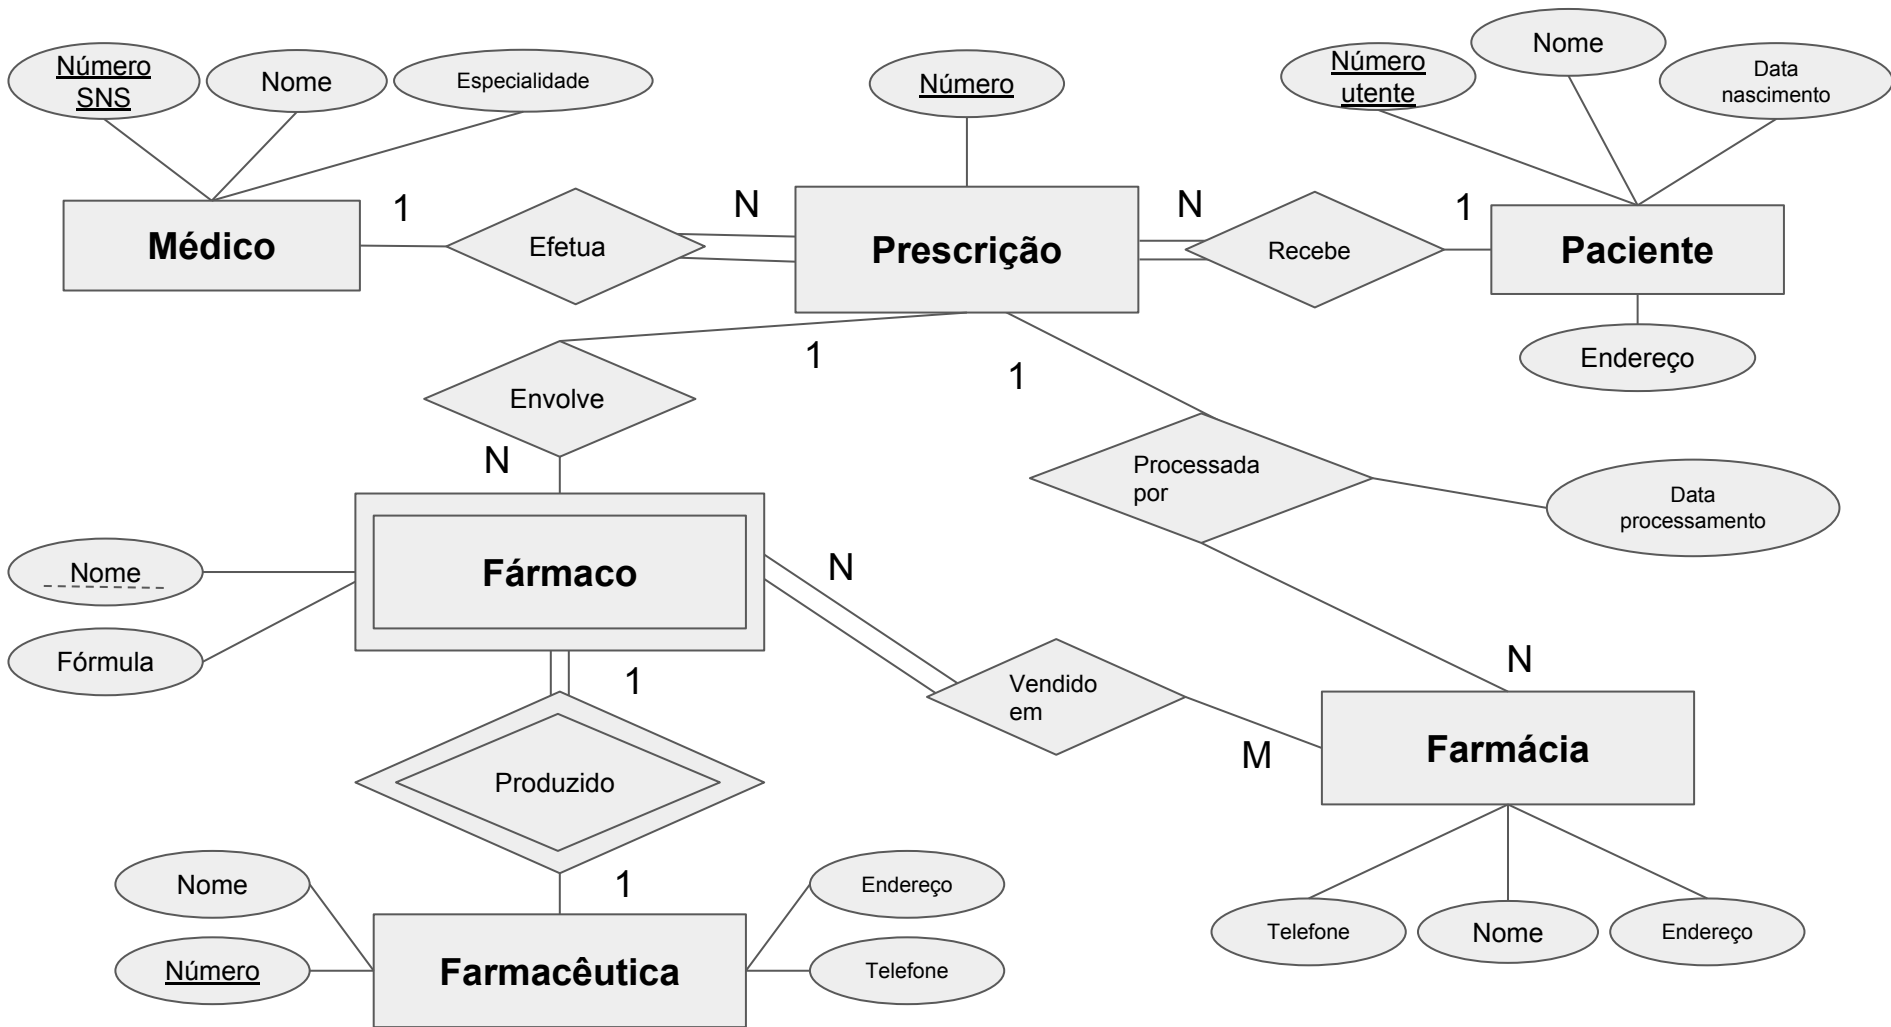 Número
SNS
Nome
Especialidade
Número
Número
utente
Nome
Data
nascimento
Médico
1
Efetua
N
Prescrição
N
Recebe
1
Paciente
Endereço
1
1
Envolve
N
Processada
por
Data
processamento
Nome
Fórmula
Fármaco
N
1
Vendido
em
M
N
Farmácia
Produzido
1
Nome
Número
Farmacêutica
Endereço
Telefone
Telefone
Nome
Endereço